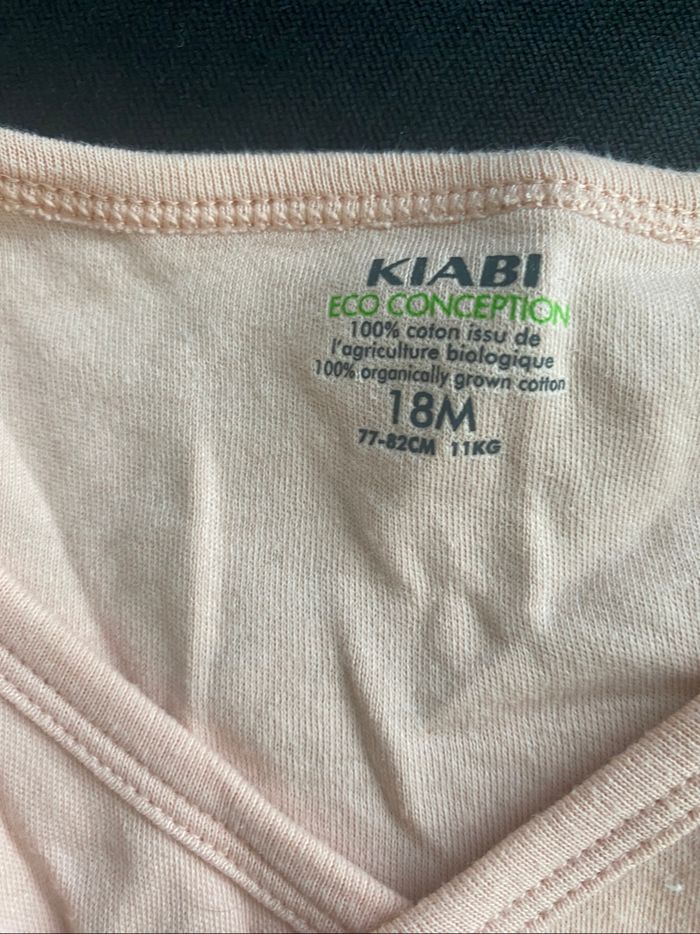 KIABI
ECO CONCEPTION
100% coton issu de
l'agriculture biologique
100% organically grown cotton
18M
77-82CM 11KG